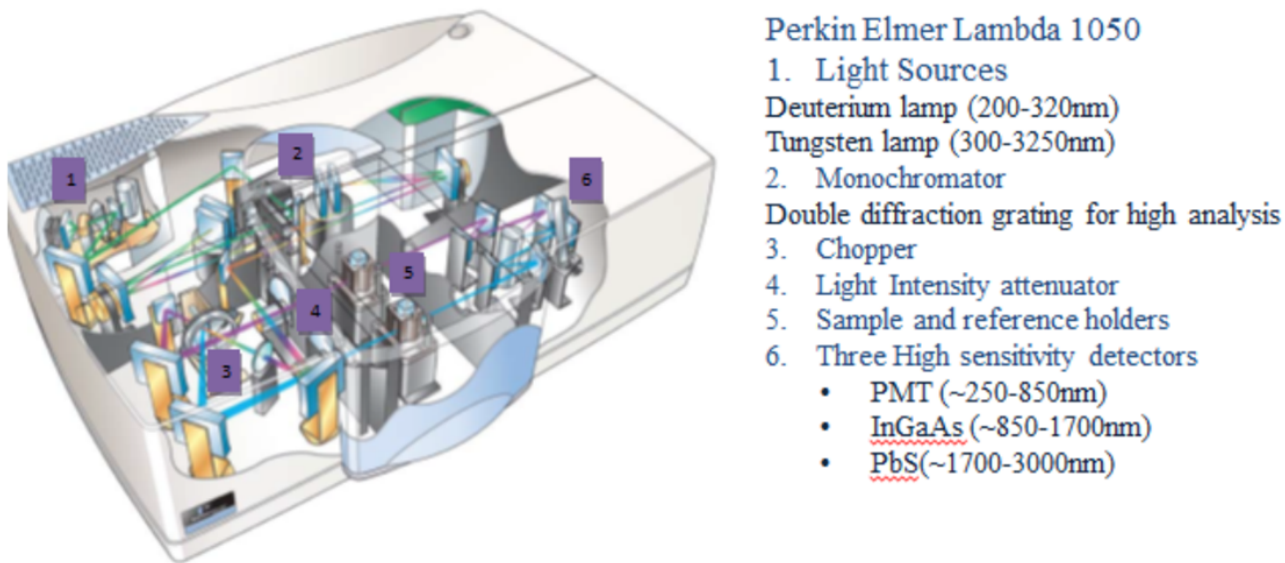 Perkin Elmer Lambda 1050
1. Light Sources
Deuterium lamp (200-320nm)
Tungsten lamp (300-3250nm)
2. Monochromator
Double diffraction grating for high analysis
3. Chopper
4. Light Intensity attenuator
5. Sample and reference holders
6. Three High sensitivity detectors
• PMT (~250-850nm)
• InGaAs (~850-1700nm)
• PbS(~1700-3000nm)
1
2
6
5
4
3